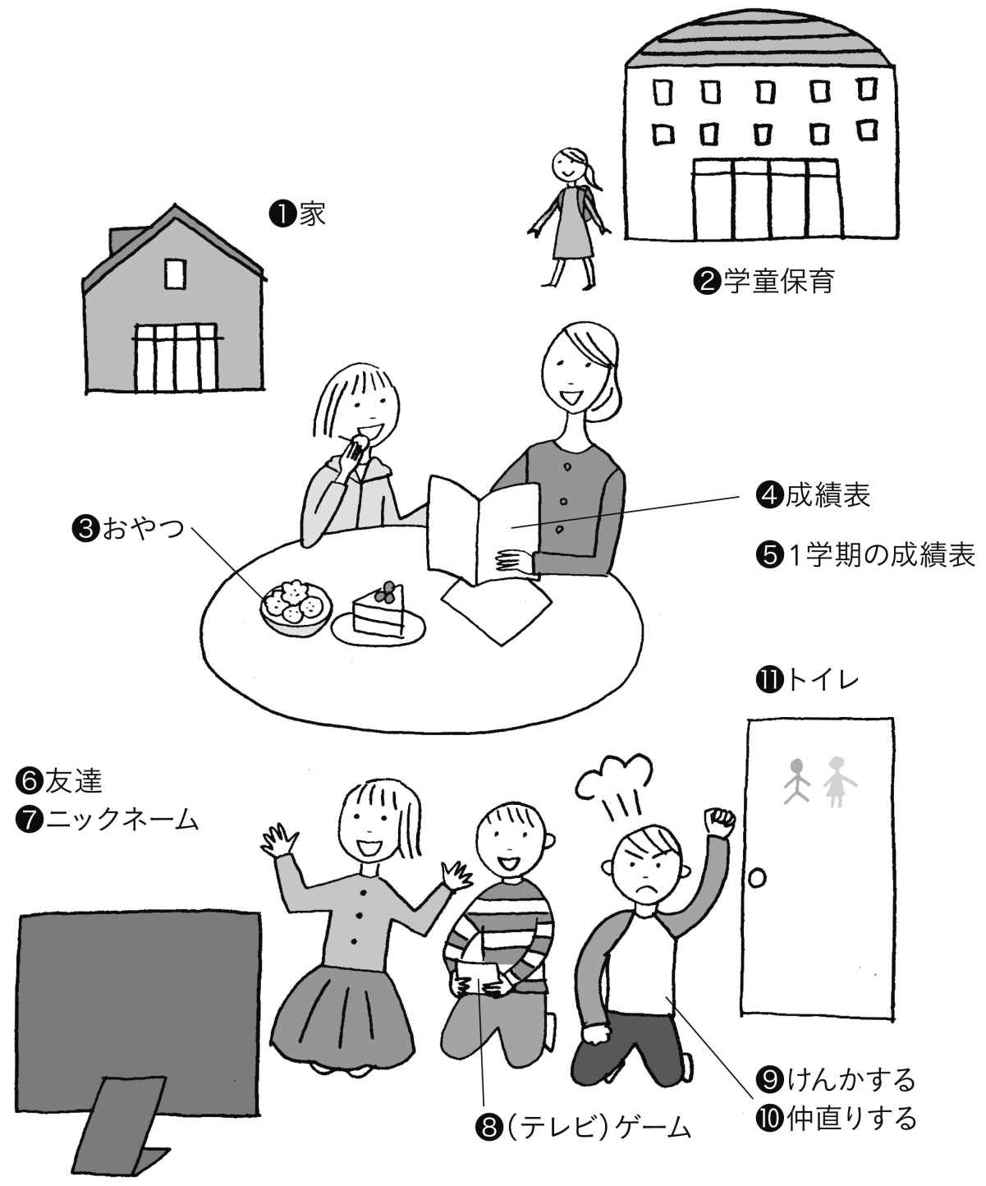 ❶家
❷学童保育
❸おやつ
❹成績表
❺1学期の成績表
❻友達
❼ニックネーム
❽(テレビ)ゲーム
❾けんかする
❿仲直りする
⓫トイレ